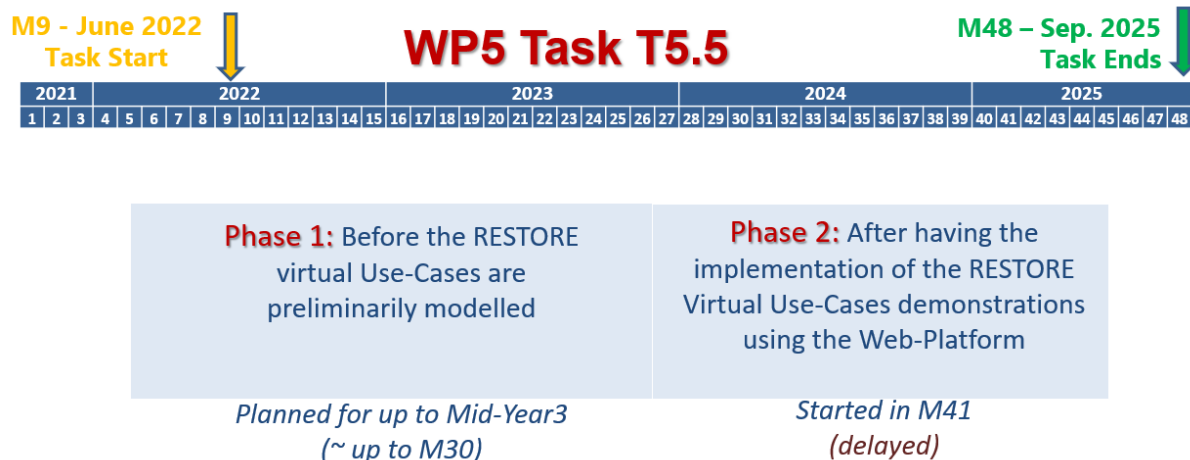 M9 - June 2022
Task Start
WP5 Task T5.5
M48 – Sep. 2025
Task Ends
2021 2022 2023 2024 2025
1 2 3 4 5 6 7 8 9 10 11 12 13 14 15 16 17 18 19 20 21 22 23 24 25 26 27 28 29 30 31 32 33 34 35 36 37 38 39 40 41 42 43 44 45 46 47 48
Phase 1: Before the RESTORE
virtual Use-Cases are
preliminarily modelled
Planned for up to Mid-Year3
(~ up to M30)
Phase 2: After having the
implementation of the RESTORE
Virtual Use-Cases demonstrations
using the Web-Platform
Started in M41
(delayed)